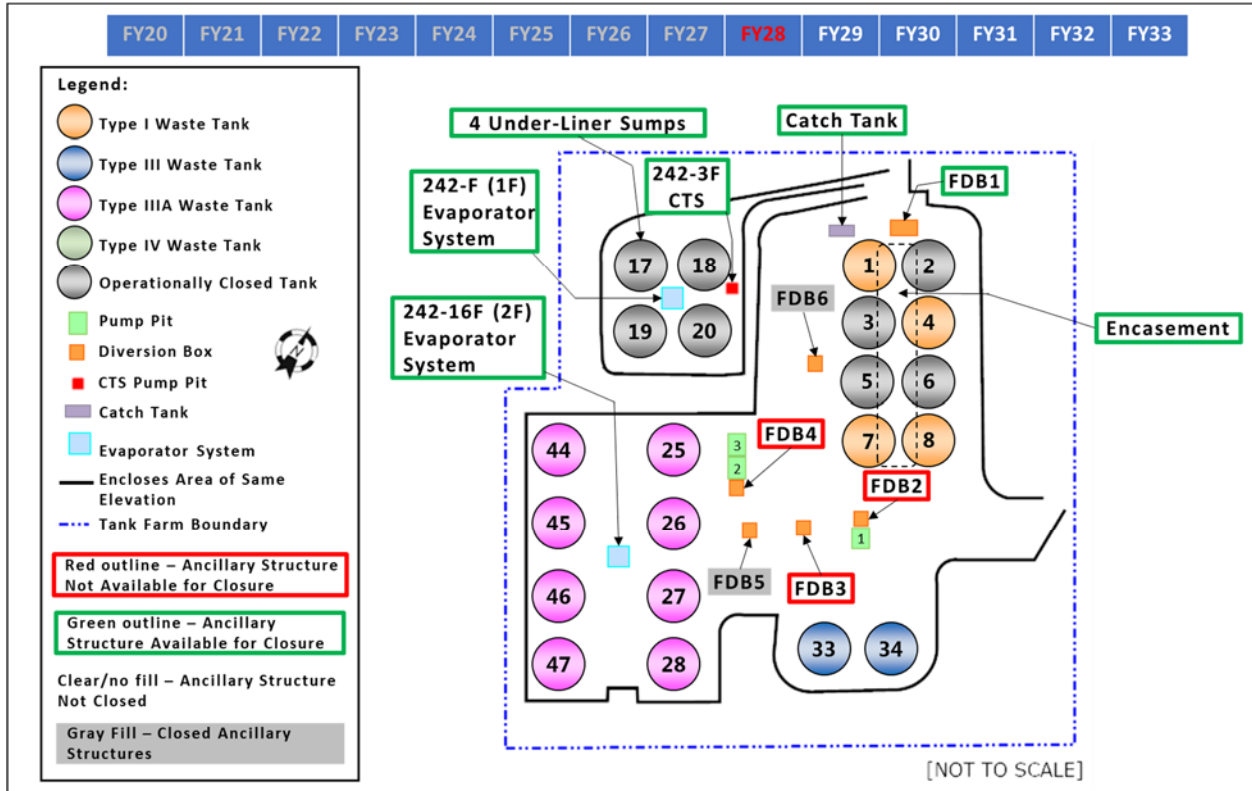 FY20 FY21 FY22 FY23 FY24 FY25 FY26 FY27 FY28 FY29 FY30 FY31 FY32 FY33
Legend:
Type I Waste Tank
Type III Waste Tank
Type IIIA Waste Tank
Type IV Waste Tank
Operationally Closed Tank
Pump Pit
Diversion Box
CTS Pump Pit
Catch Tank
Evaporator System
Encloses Area of Same
Elevation
Tank Farm Boundary
Red outline – Ancillary Structure
Not Available for Closure
Green outline – Ancillary
Structure Available for Closure
Clear/no fill – Ancillary Structure
Not Closed
Gray Fill – Closed Ancillary
Structures
N
4 Under-Liner Sumps
Catch Tank
242-F (1F)
Evaporator
System
242-3F
CTS
FDB1
17 18
19 20
1 2
3 4
5 6
7 8
FDB6
Encasement
242-16F (2F)
Evaporator
System
44 25
45 26
46 27
47 28
3
2
FDB4
FDB2
1
FDB5
FDB3
33 34
[NOT TO SCALE]